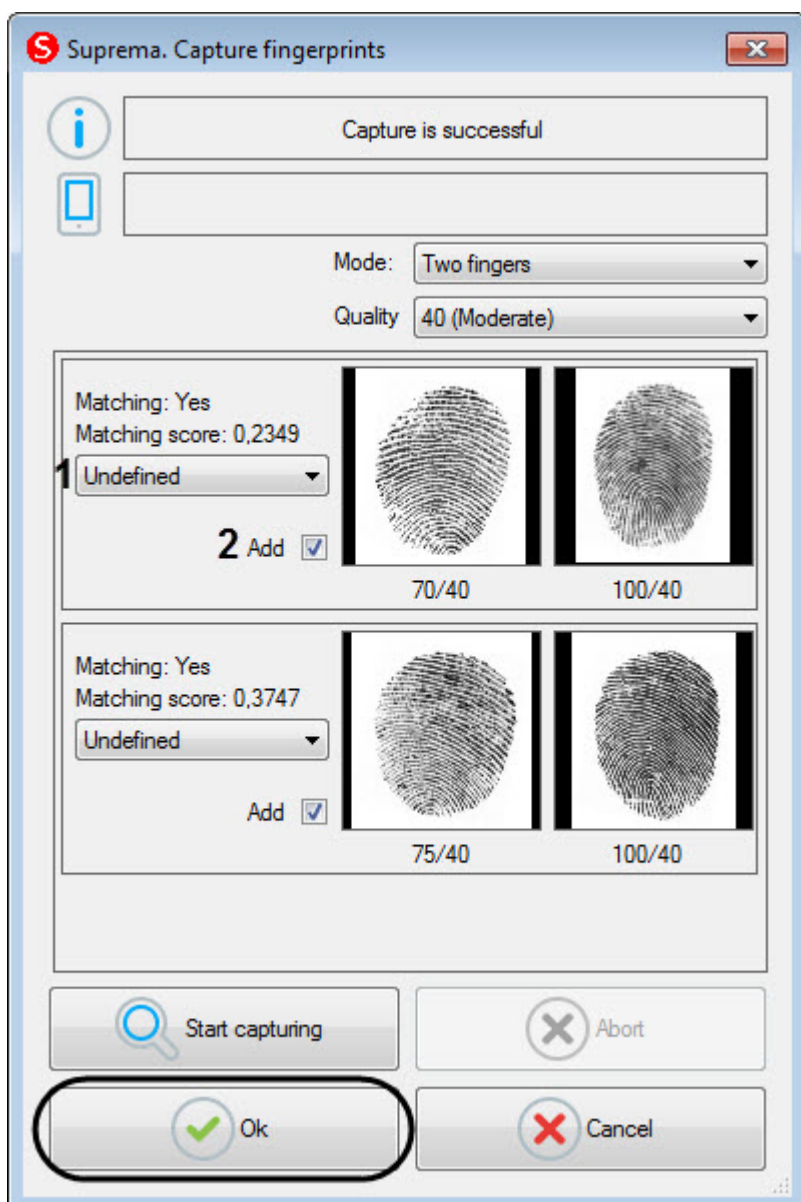 S Suprema. Capture fingerprints
i Capture is successful
Mode: Two fingers
Quality 40 (Moderate)
Matching: Yes
Matching score: 0,2349
1 Undefined
2 Add
70/40 100/40
Matching: Yes
Matching score: 0,3747
Undefined
Add
75/40 100/40
Start capturing Abort
Ok Cancel